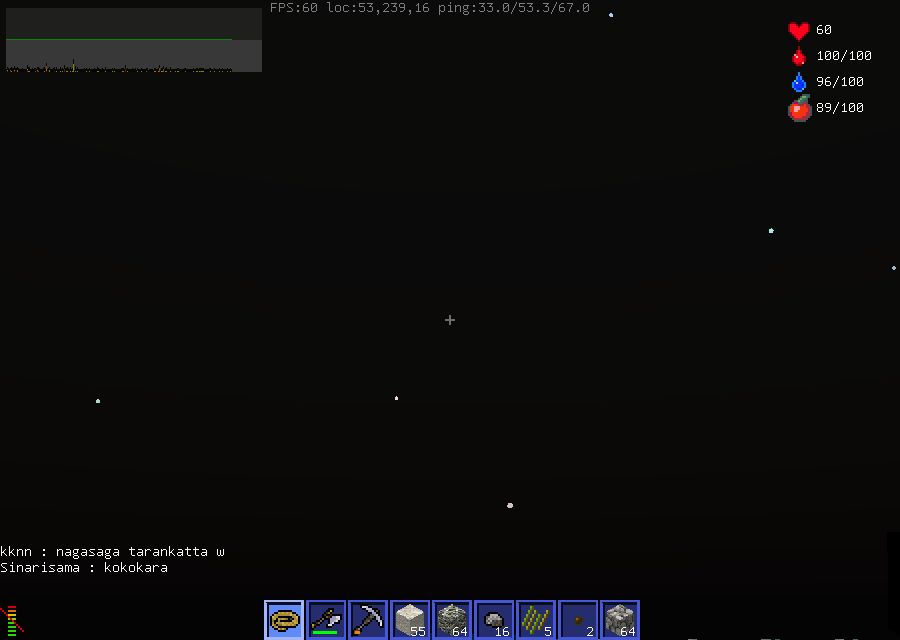 FPS:60 loc:53,239,16 ping:33.0/53.3/67.0
60
100/100
96/100
89/100
kknn : nagasaga tarankatta w
Sinarisama : kokokara
55 64 16 5 2 64